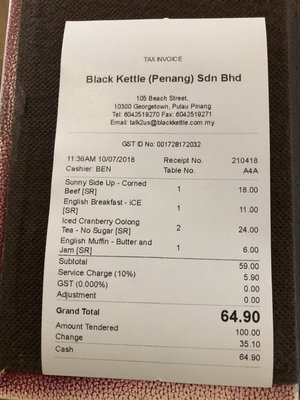 TAX INVOICE
Black Kettle (Penang) Sdn Bhd
105 Beach Street,
10300 Georgetown, Pulau Pinang
Tel: 6042519270 Fax: 6042519271
Email: talk2us@blackkettle.com.my
GST ID No: 001728172032
11:36AM 10/07/2018 Receipt No. 210418
Cashier: BEN Table No. A4A
Sunny Side Up - Corned 1 18.00
Beef [SR]
English Breakfast - ICE 1 11.00
[SR]
Iced Cranberry Oolong 2 24.00
Tea - No Sugar [SR]
English Muffin - Butter and 1 6.00
Jam [SR]
Subtotal 59.00
Service Charge (10%) 5.90
GST (0.000%) 0.00
Adjustment 0.00
Grand Total 64.90
Amount Tendered 100.00
Change 35.10
Cash 64.90